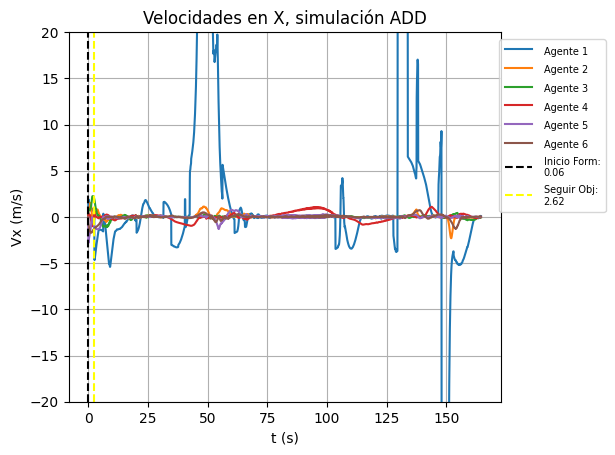 Velocidades en X, simulación ADD
20
15
10
5
0
−5
−10
−15
−20
Vx (m/s)
0
25
50
75
100
125
150
t (s)
Agente 1
Agente 2
Agente 3
Agente 4
Agente 5
Agente 6
Inicio Form:
0.06
Seguir Obj:
2.62